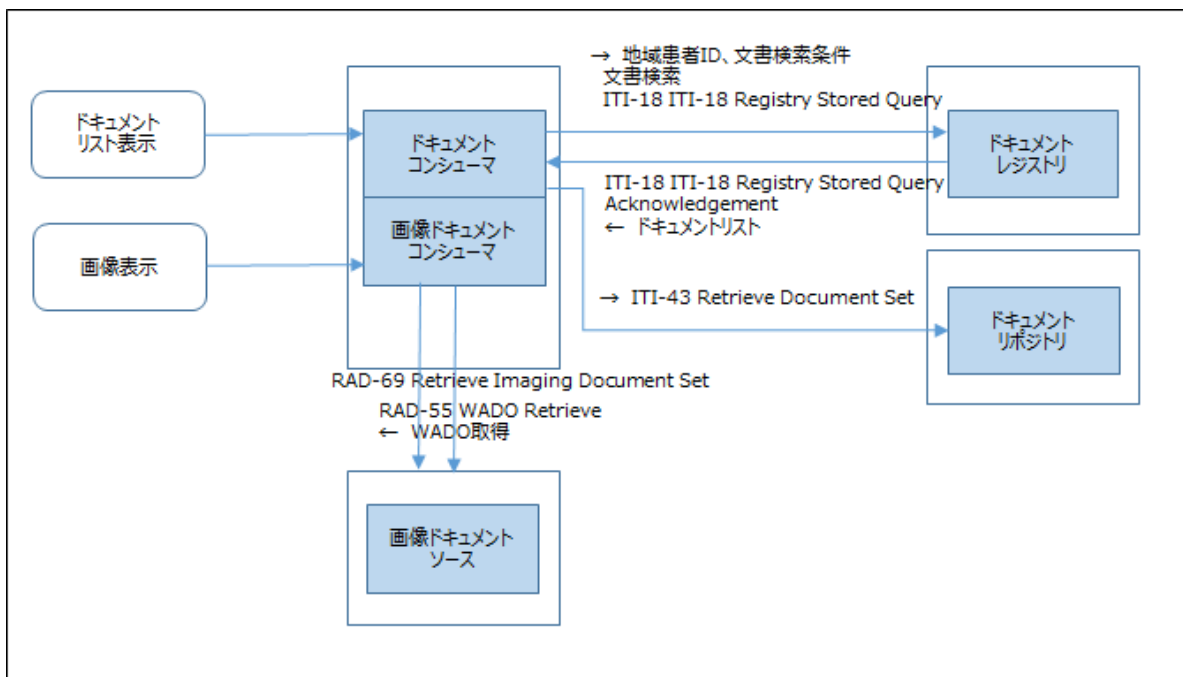 → 地域患者ID、文書検索条件
文書検索
ITI-18 ITI-18 Registry Stored Query
ドキュメント
リスト表示
ドキュメント
コンシューマ
ドキュメント
レジストリ
ITI-18 ITI-18 Registry Stored Query
Acknowledgement
← ドキュメントリスト
画像表示
画像ドキュメント
コンシューマ
→ ITI-43 Retrieve Document Set
ドキュメント
リポジトリ
RAD-69 Retrieve Imaging Document Set
RAD-55 WADO Retrieve
← WADO取得
画像ドキュメント
ソース